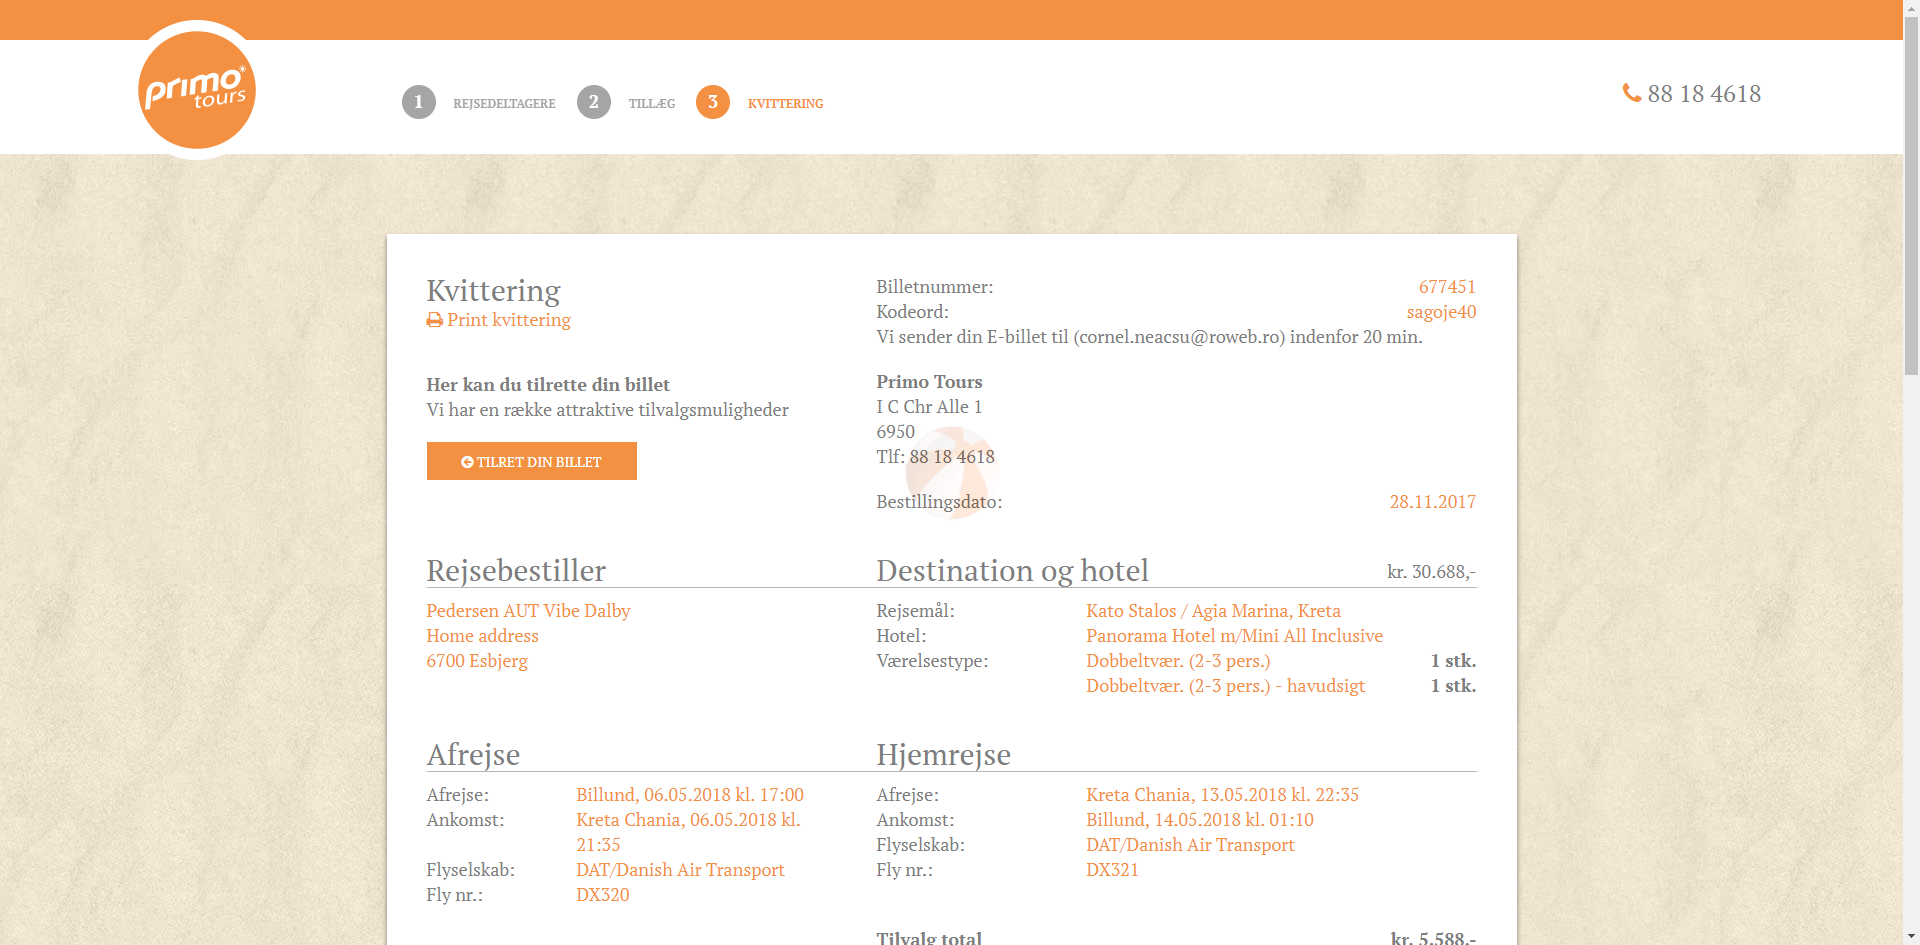 primo
tours
1 REJSEDELTAGERE 2 TILLÆG 3 KVITTERING
88 18 4618
Kvittering
Print kvittering
Her kan du tilrette din billet
Vi har en række attraktive tilvalgsmuligheder
TILRET DIN BILLET
Billetnummer: 677451
Kodeord: sagoje40
Vi sender din E-billet til (cornel.neacsu@roweb.ro) indenfor 20 min.
Primo Tours
I C Chr Alle 1
6950
Tlf: 88 18 4618
Bestillingsdato: 28.11.2017
Rejsebestiller
Pedersen AUT Vibe Dalby
Home address
6700 Esbjerg
Destination og hotel kr. 30.688,-
Rejsemål: Kato Stalos / Agia Marina, Kreta
Hotel: Panorama Hotel m/Mini All Inclusive
Værelsestype: Dobbeltvær. (2-3 pers.) 1 stk.
Dobbeltvær. (2-3 pers.) - havudsigt 1 stk.
Afrejse
Afrejse: Billund, 06.05.2018 kl. 17:00
Ankomst: Kreta Chania, 06.05.2018 kl.
21:35
Flyselskab: DAT/Danish Air Transport
Fly nr.: DX320
Hjemrejse
Afrejse: Kreta Chania, 13.05.2018 kl. 22:35
Ankomst: Billund, 14.05.2018 kl. 01:10
Flyselskab: DAT/Danish Air Transport
Fly nr.: DX321
Tilvalg total kr. 5.588,-